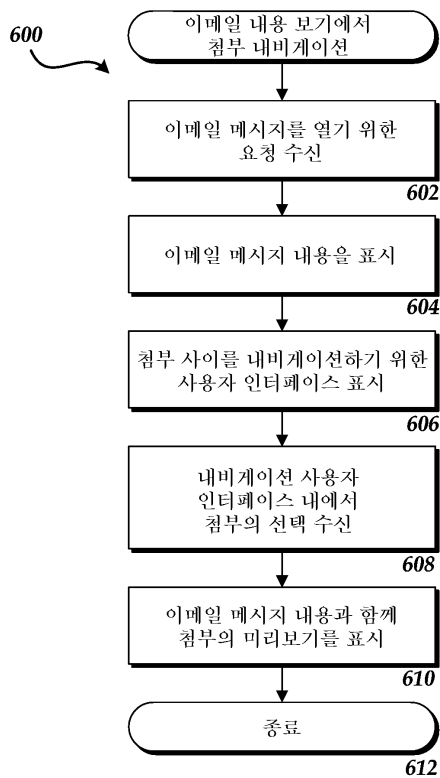 600
이메일 내용 보기에서
첨부 내비게이션
이메일 메시지를 열기 위한
요청 수신
602
이메일 메시지 내용을 표시
604
첨부 사이를 내비게이션하기 위한
사용자 인터페이스 표시
606
내비게이션 사용자
인터페이스 내에서
첨부의 선택 수신
608
이메일 메시지 내용과 함께
첨부의 미리보기를 표시
610
종료
612